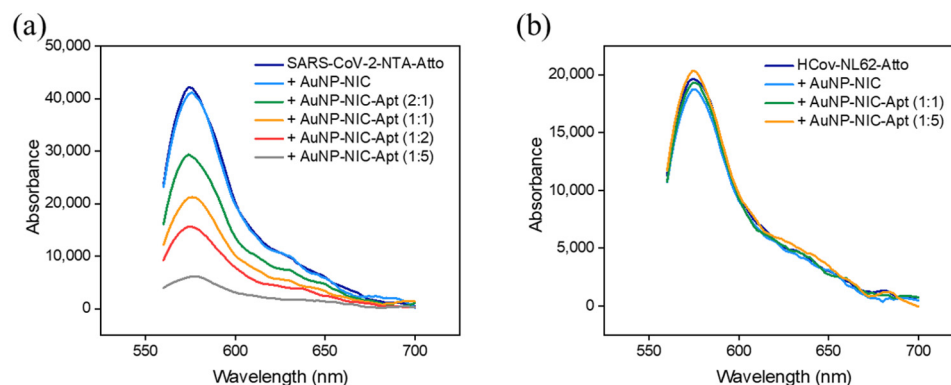 (a)
50,000
40,000
30,000
20,000
10,000
0
Absorbance
550
600
650
700
Wavelength (nm)
SARS-CoV-2-NTA-Atto
+ AuNP-NIC
+ AuNP-NIC-Apt (2:1)
+ AuNP-NIC-Apt (1:1)
+ AuNP-NIC-Apt (1:2)
+ AuNP-NIC-Apt (1:5)
(b)
20,000
15,000
10,000
5,000
0
Absorbance
550
600
650
700
Wavelength (nm)
HCov-NL62-Atto
+ AuNP-NIC
+ AuNP-NIC-Apt (1:1)
+ AuNP-NIC-Apt (1:5)